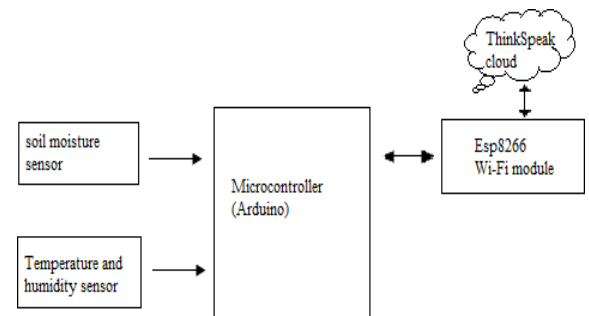 ThinkSpeak
cloud
soil moisture
sensor
Microcontroller
(Arduino)
Esp8266
Wi-Fi module
Temperature and
humidity sensor